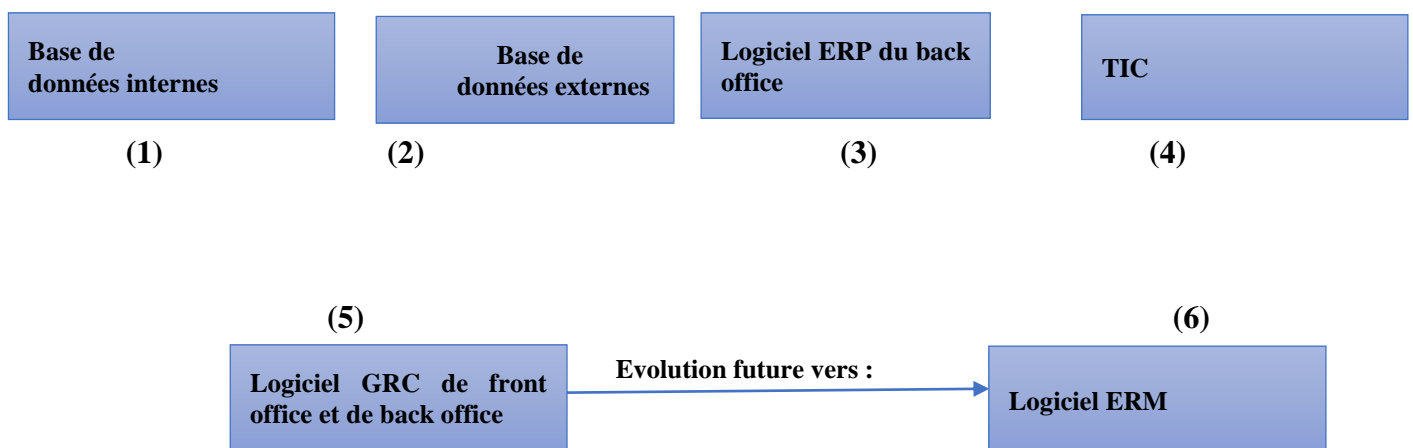 Base de
données internes
Base de
données externes
Logiciel ERP du back
office
TIC
(1)
(2)
(3)
(4)
(5)
(6)
Logiciel GRC de front
office et de back office
Evolution future vers :
Logiciel ERM